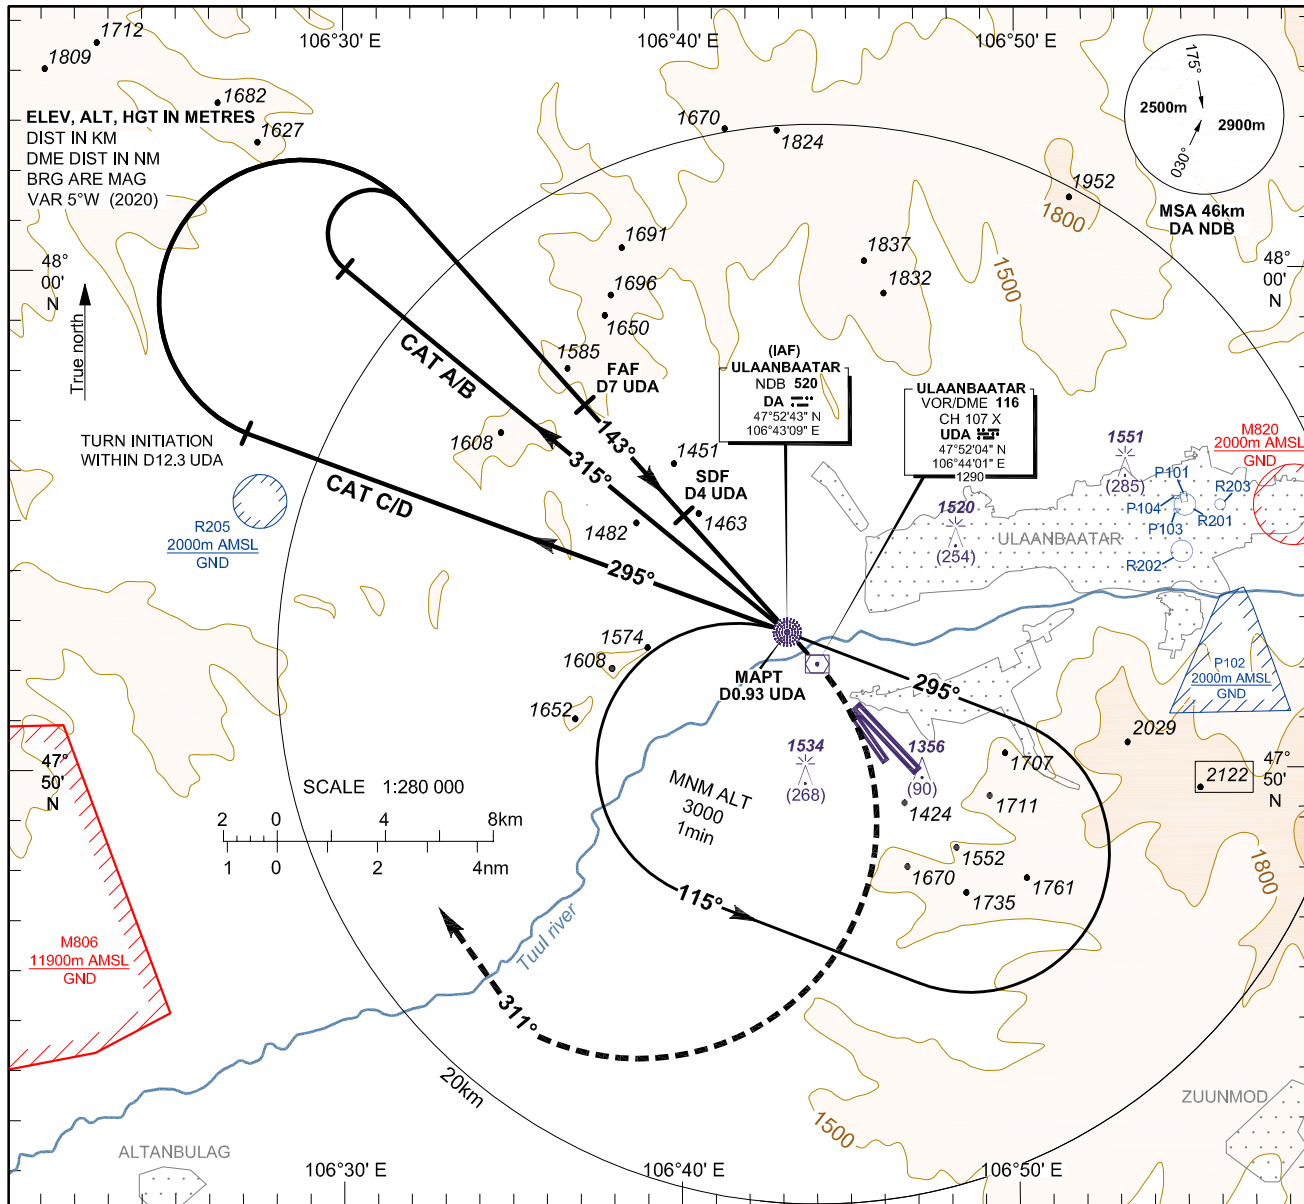 1712
1809
106°30' E
106°40' E
106°50' E
175°
2500m
2900m
030°
MSA 46km
DA NDB
1682
1627
ELEV, ALT, HGT IN METRES
DIST IN KM
DME DIST IN NM
BRG ARE MAG
VAR 5°W (2020)
1670
1824
1952
1800
1691
1837
1832
1500
1696
1650
48°
00'
N
48°
00'
N
True north
CAT A/B
1585
FAF
D7 UDA
(IAF)
ULAANBAATAR
NDB 520
DA
47°52'43" N
106°43'09" E
ULAANBAATAR
VOR/DME 116
CH 107 X
UDA
47°52'04" N
106°44'01" E
1290
TURN INITIATION
WITHIN D12.3 UDA
1608
143°
315°
1451
SDF
D4 UDA
1463
1482
CAT C/D
295°
R205
2000m AMSL
GND
1551
(285)
1520
(254)
ULAANBAATAR
P101
P104
P103
R203
R201
R202
M820
2000m AMSL
GND
P102
2000m AMSL
GND
1574
1608
1652
MAPT
D0.93 UDA
295°
1534
(268)
1356
(90)
1424
1707
1711
2029
2122
47°
50'
N
47°
50'
N
SCALE 1:280 000
2 0 4 8km
1 0 2 4nm
MNM ALT
3000
1min
1552
1670
1735
1761
1800
115°
M806
11900m AMSL
GND
Tuul river
311°
20km
1500
ZUUNMOD
ALTANBULAG
106°30' E
106°40' E
106°50' E